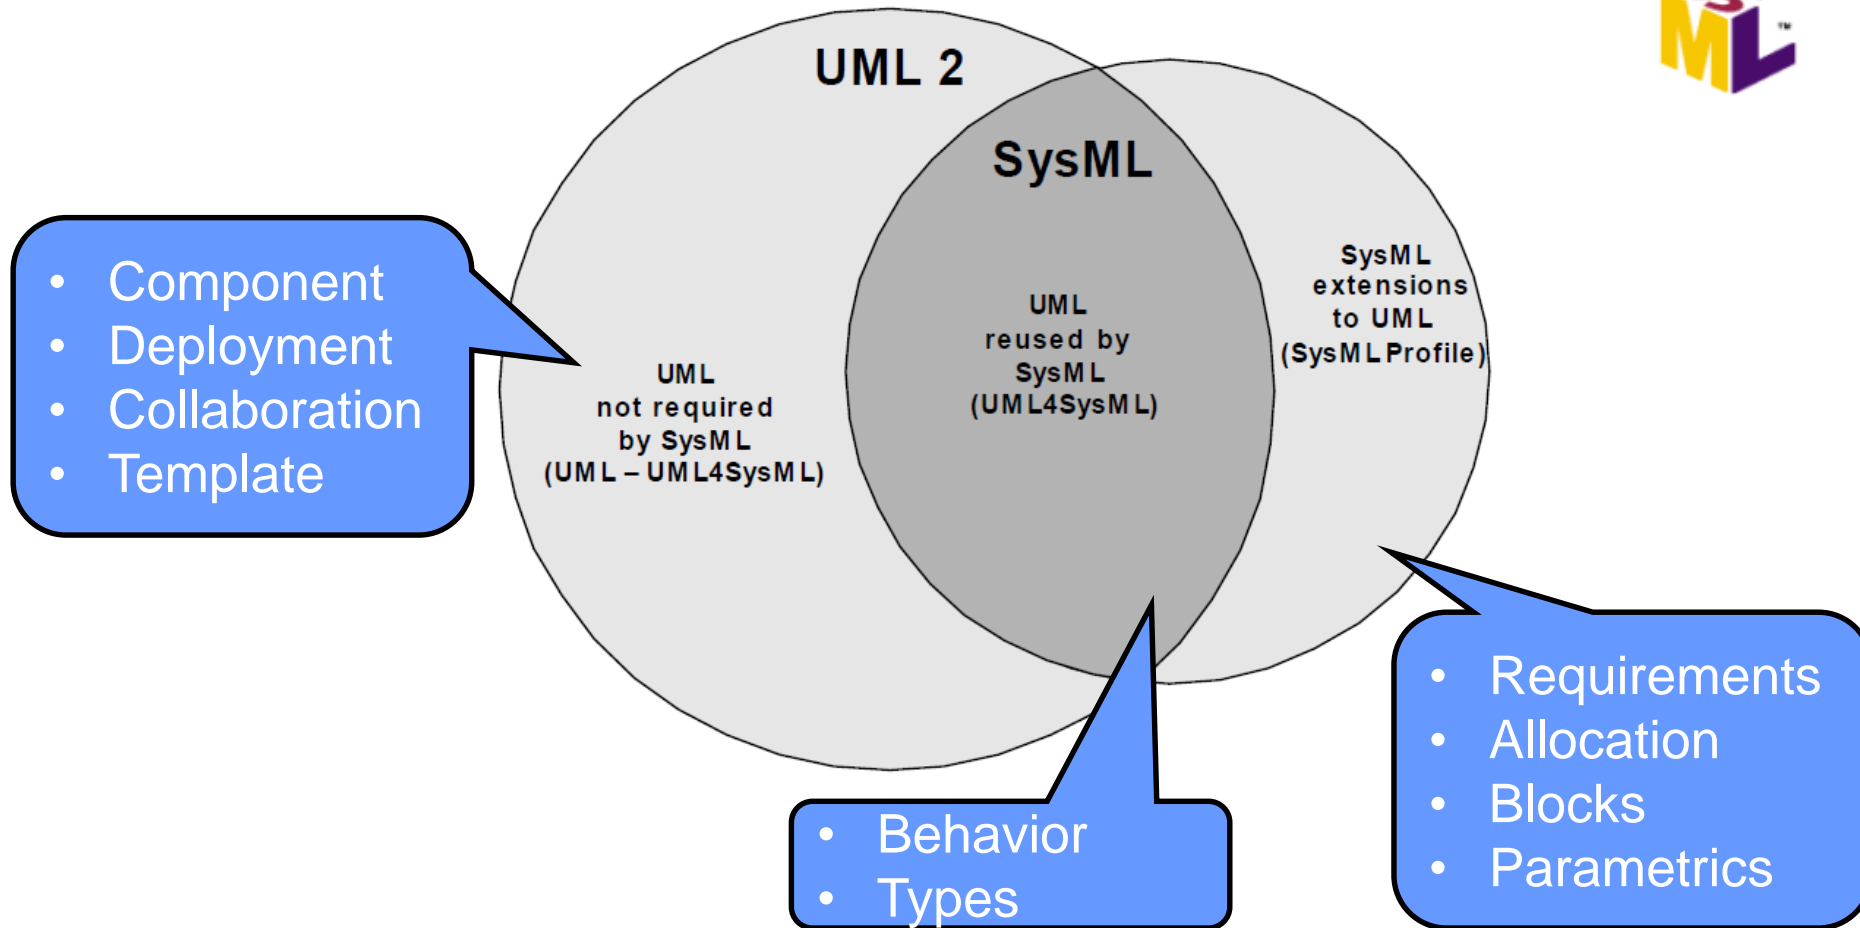 UML 2
SysML
S
ML™
• Component
• Deployment
• Collaboration
• Template
UML
not required
by SysML
(UML – UML4SysML)
UML
reused by
SysML
(UML4SysML)
SysML
extensions
to UML
(SysML Profile)
• Behavior
• Types
• Requirements
• Allocation
• Blocks
• Parametrics